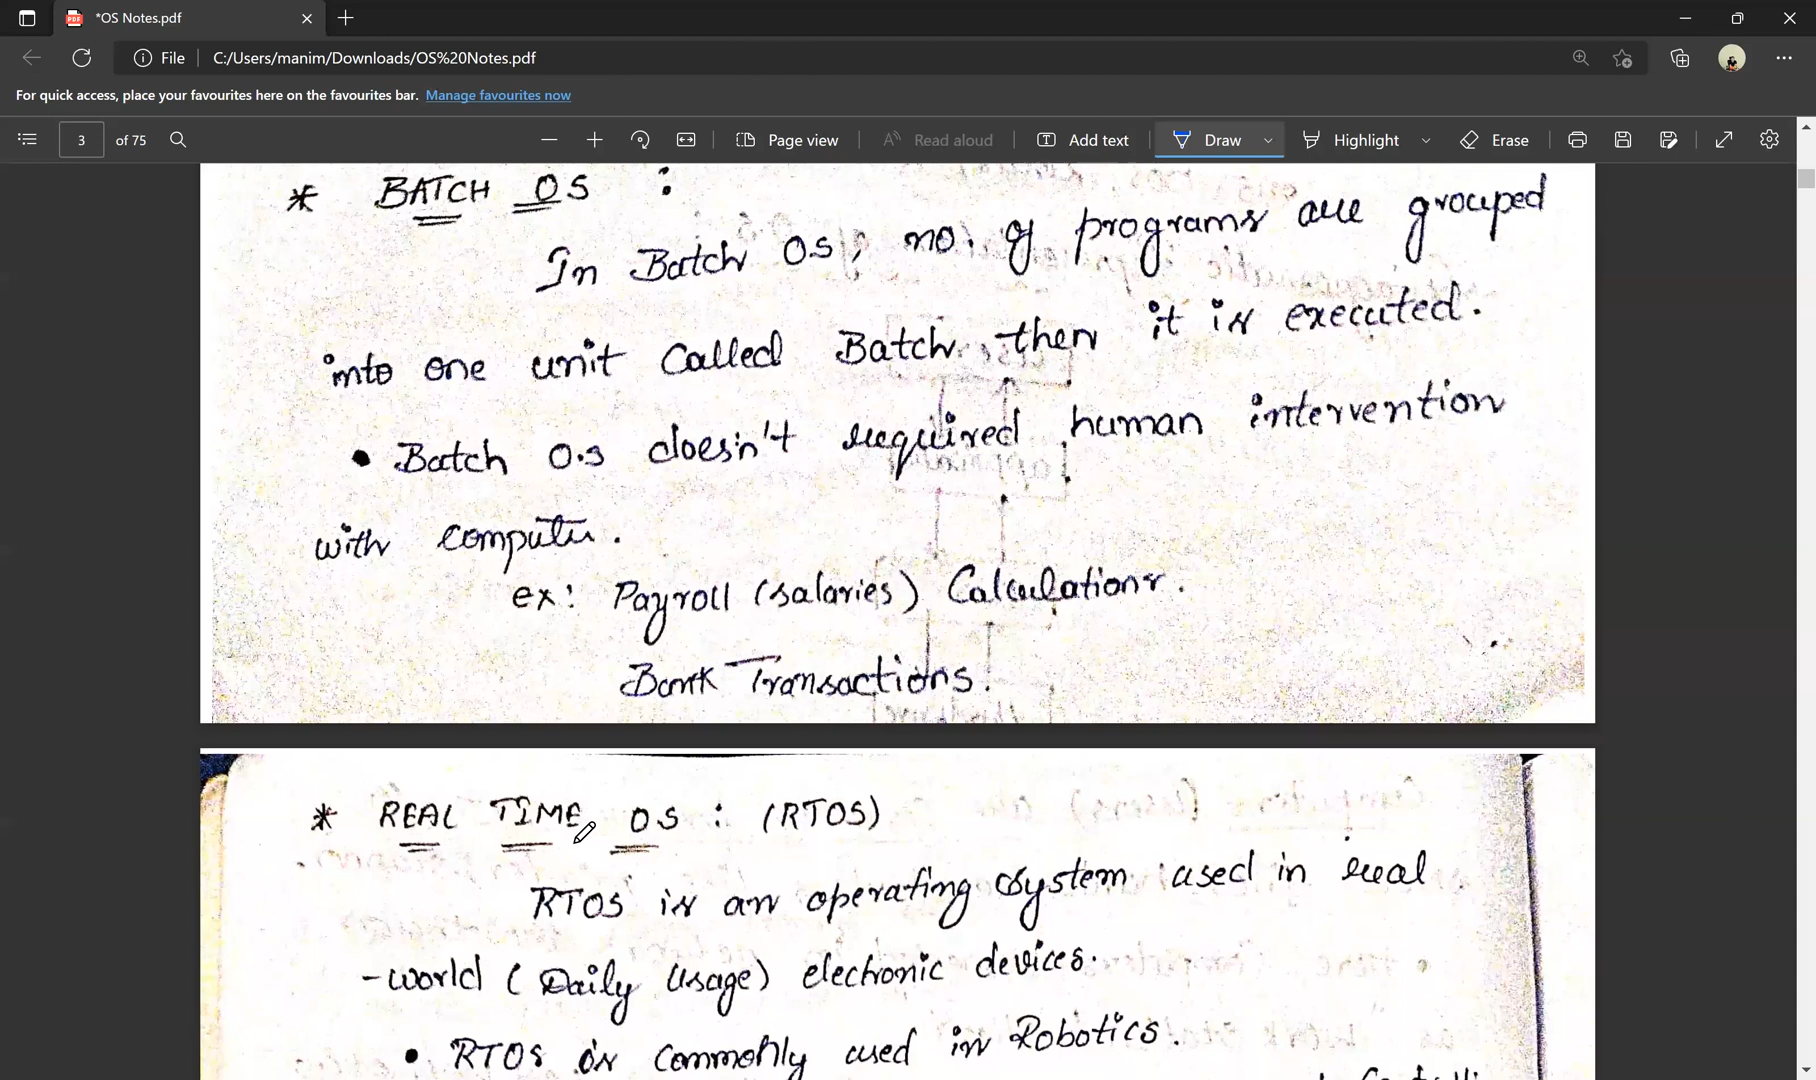 *OS Notes.pdf
File C:/Users/manim/Downloads/OS%20Notes.pdf
For quick access, place your favourites here on the favourites bar. Manage favourites now
3 of 75 Page view Read aloud Add text Draw Highlight Erase
* BATCH OS :
In Batch O.S, no. of programs are grouped
into one unit called Batch, then it is executed.
• Batch O.S doesn't required human intervention
with computer.
ex: Payroll (salaries) Calculations.
Bank Transactions.
* REAL TIME OS : (RTOS)
RTOS is an operating system used in real
-world (Daily Usage) electronic devices.
• RTOS is commonly used in Robotics.